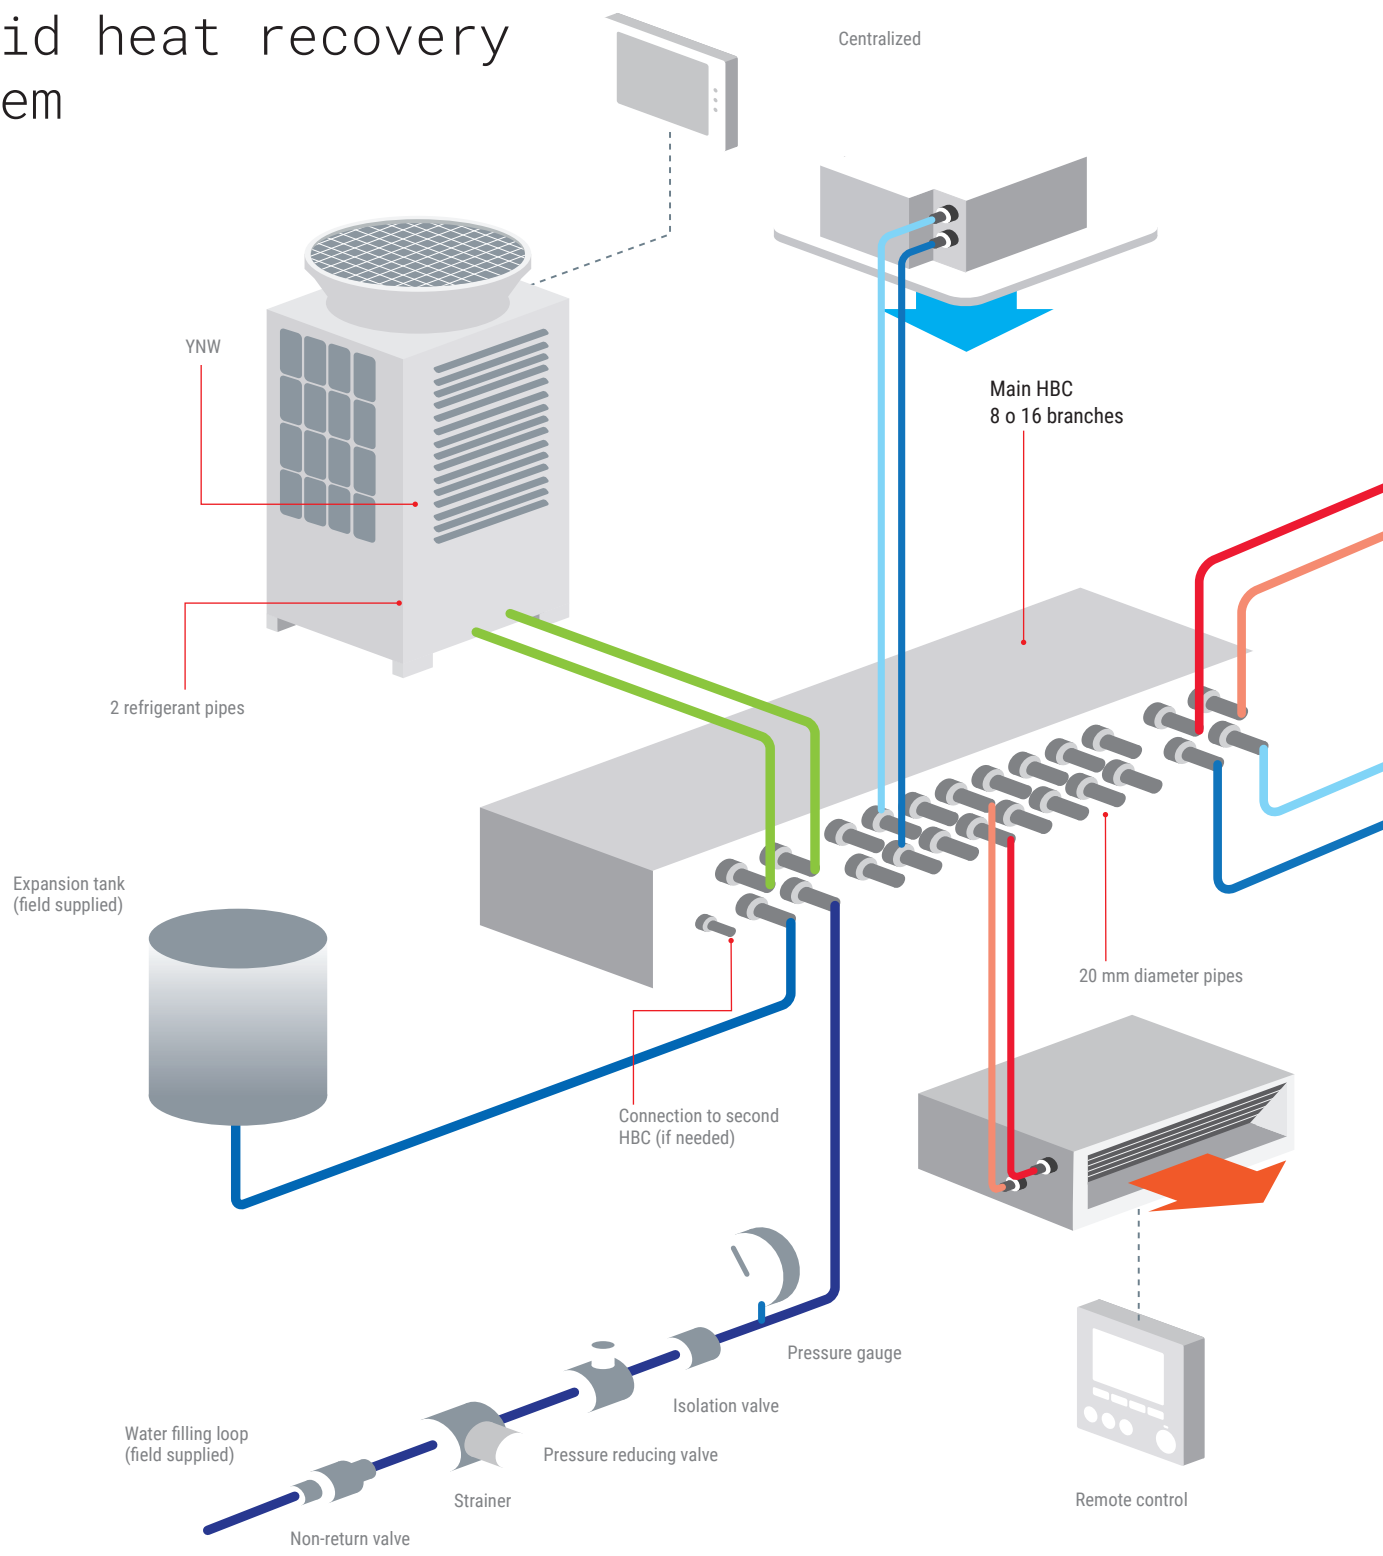 id heat recovery
em
Centralized
YNW
Main HBC
8 o 16 branches
2 refrigerant pipes
Expansion tank
(field supplied)
20 mm diameter pipes
Connection to second
HBC (if needed)
Pressure gauge
Isolation valve
Water filling loop
(field supplied)
Pressure reducing valve
Strainer
Remote control
Non-return valve